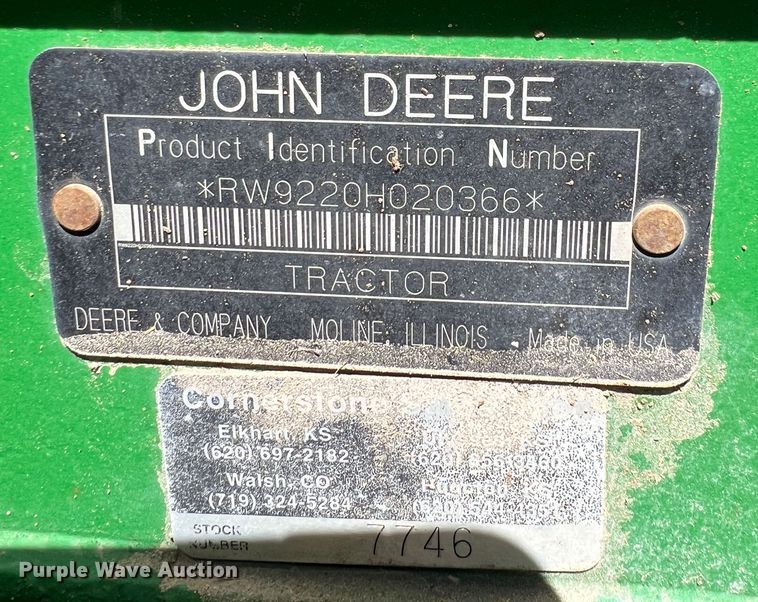 JOHN DEERE
Product Identification Number
*RW9220H020366*
TRACTOR
DEERE & COMPANY MOLINE, ILLINOIS Made in USA
Elkhart, KS
(620) 697-2182
Walsh, CO
(719) 324-5284
STOCK
NUMBER 7746
Purple Wave Auction